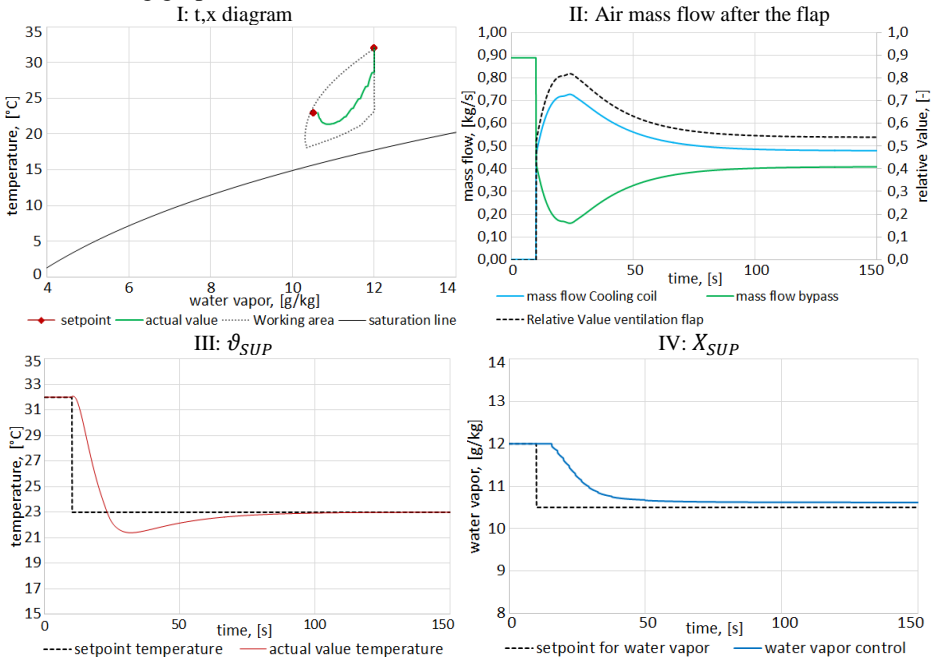 I: t,x diagram
35
30
25
20
15
10
5
0
temperature, [°C]
4
6
8
10
12
14
water vapor, [g/kg]
setpoint
actual value
Working area
saturation line
II: Air mass flow after the flap
1,00
0,90
0,80
0,70
0,60
0,50
0,40
0,30
0,20
0,10
0,00
mass flow, [kg/s]
1,0
0,9
0,8
0,7
0,6
0,5
0,4
0,3
0,2
0,1
0,0
relative Value, [-]
0
50
100
150
time, [s]
mass flow Cooling coil
mass flow bypass
Relative Value ventilation flap
III: ϑSUP
35
33
31
29
27
25
23
21
19
17
15
temperature, [°C]
0
50
100
150
time, [s]
setpoint temperature
actual value temperature
IV: XSUP
14
13
12
11
10
9
8
water vapor, [g/kg]
0
50
100
150
time, [s]
setpoint for water vapor
water vapor control